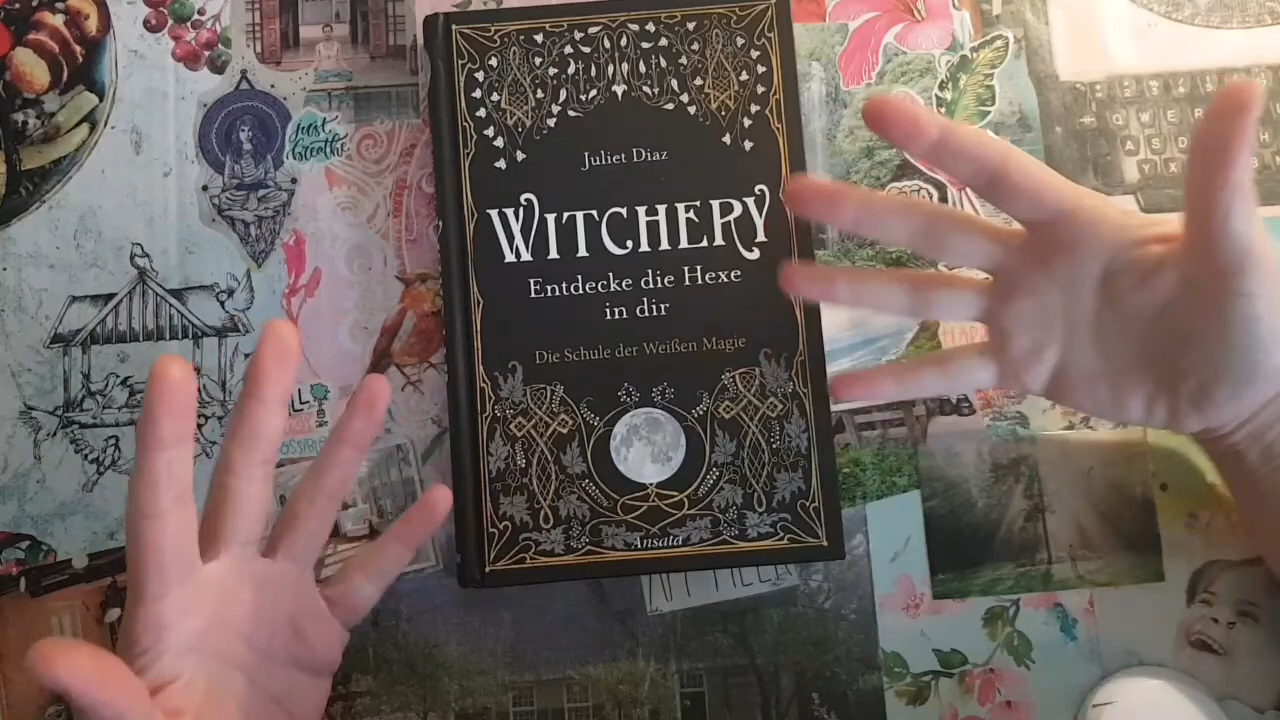 Juliet Diaz
WITCHERY
Entdecke die Hexe
in dir
Die Schule der Weißen Magie
Ansata
just
breathe
Q W E R
A S D
Y X